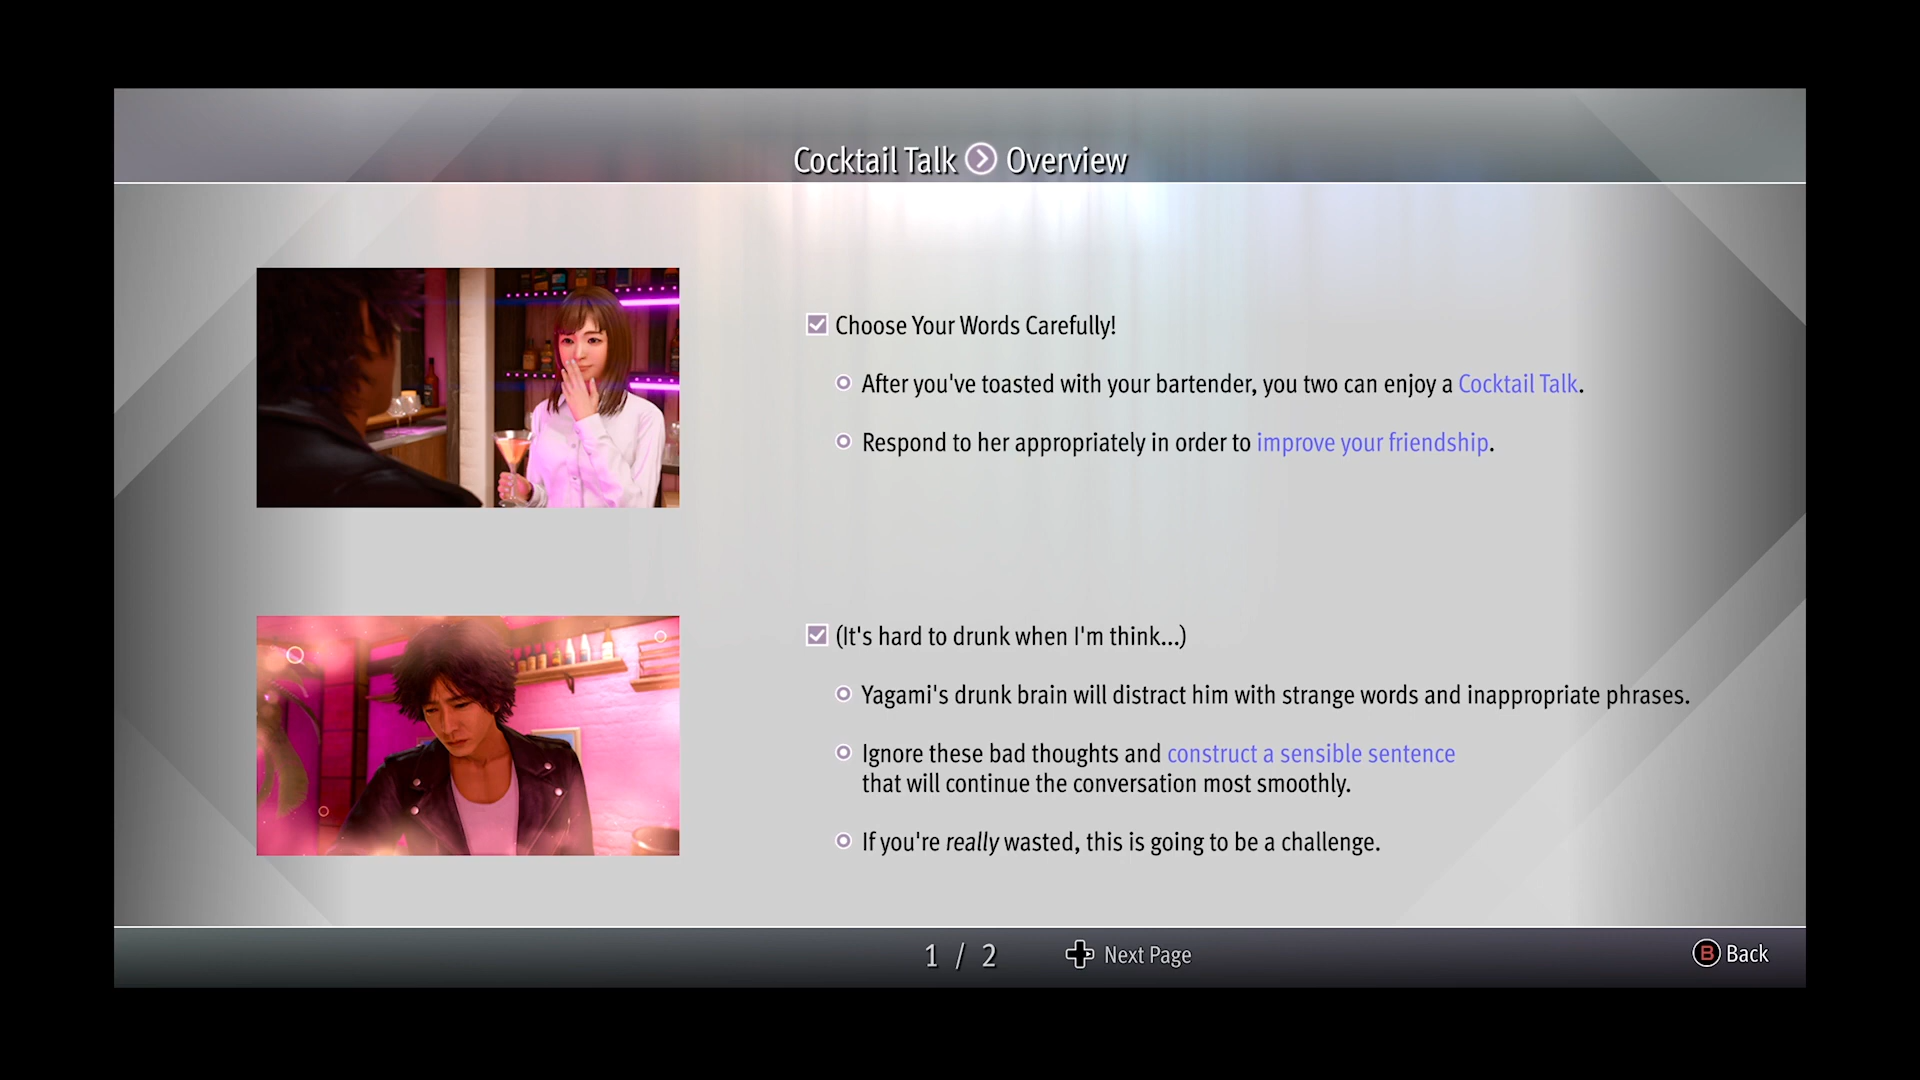 Cocktail Talk Overview
Choose Your Words Carefully!
After you've toasted with your bartender, you two can enjoy a Cocktail Talk.
Respond to her appropriately in order to improve your friendship.
(It's hard to drunk when I'm think...)
Yagami's drunk brain will distract him with strange words and inappropriate phrases.
Ignore these bad thoughts and construct a sensible sentence
that will continue the conversation most smoothly.
If you're really wasted, this is going to be a challenge.
1 / 2 Next Page
B Back